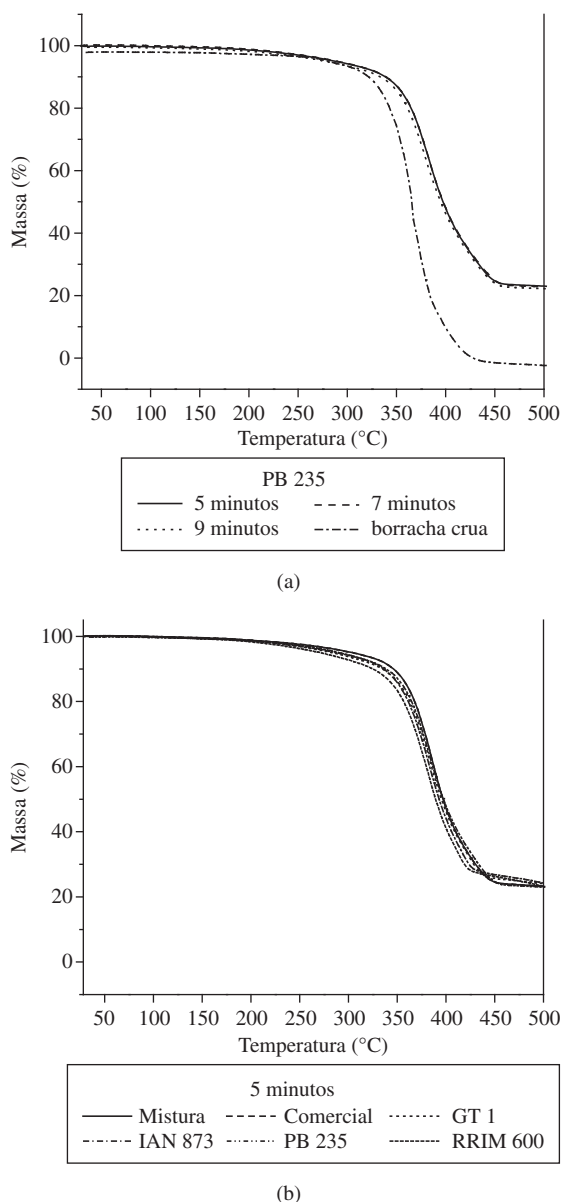 100
80
60
40
20
0
Massa (%)
50 100 150 200 250 300 350 400 450 500
Temperatura (°C)
PB 235
5 minutos 7 minutos
9 minutos borracha crua
(a)
100
80
60
40
20
0
Massa (%)
50 100 150 200 250 300 350 400 450 500
Temperatura (°C)
5 minutos
Mistura Comercial GT 1
IAN 873 PB 235 RRIM 600
(b)